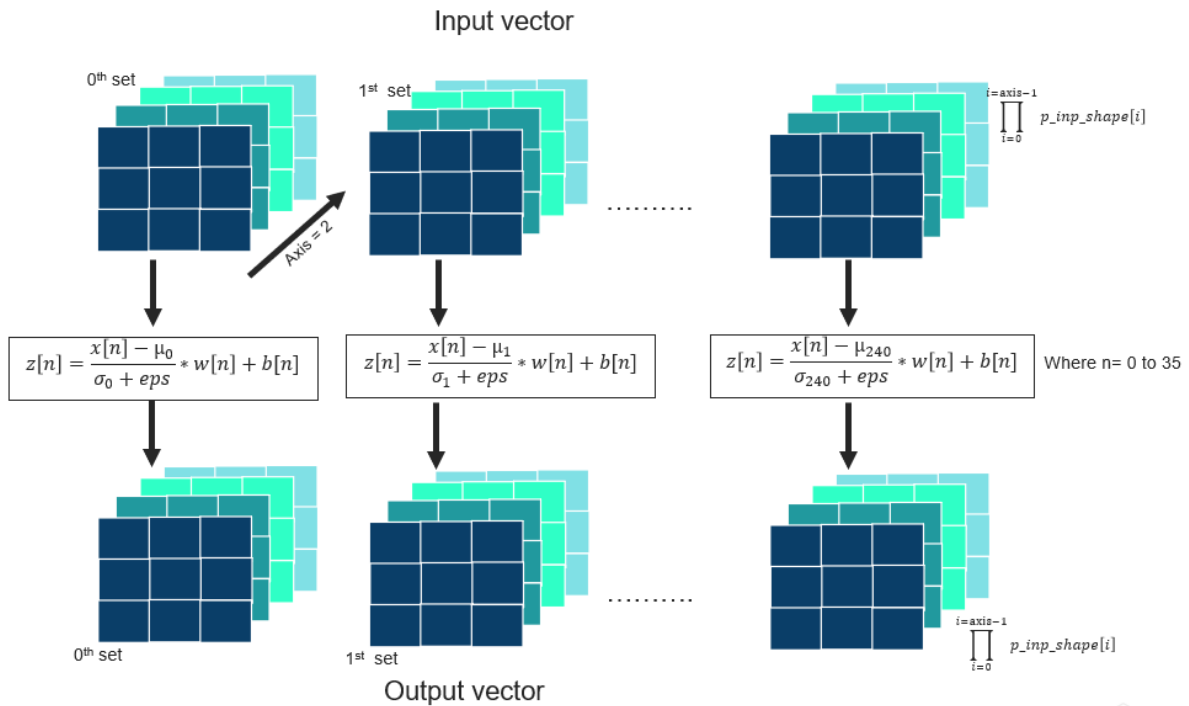 Input vector
0th set
1st set
i=axis−1
∏ p_inp_shape[i]
i=0
Axis = 2
..........
z[n] = (x[n] − μ₀)/(σ₀ + eps) * w[n] + b[n]
z[n] = (x[n] − μ₁)/(σ₁ + eps) * w[n] + b[n]
z[n] = (x[n] − μ₂₄₀)/(σ₂₄₀ + eps) * w[n] + b[n]
Where n= 0 to 35
..........
0th set
1st set
i=axis−1
∏ p_inp_shape[i]
i=0
Output vector